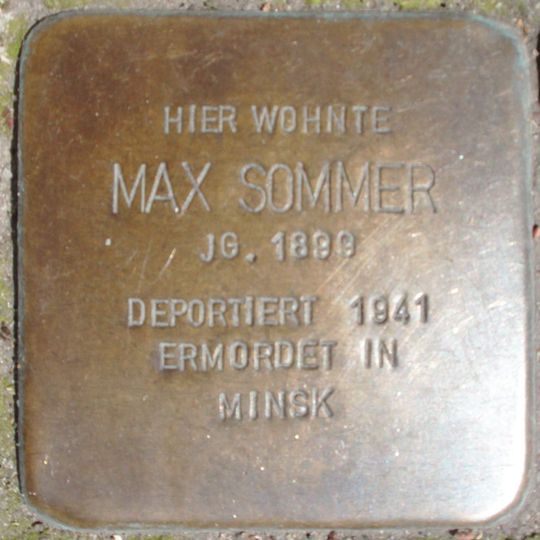 HIER WOHNTE
MAX SOMMER
JG. 1899
DEPORTIERT 1941
ERMORDET IN
MINSK